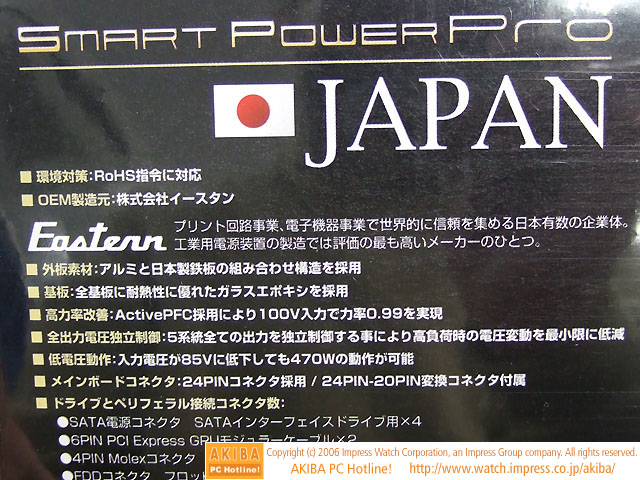 SMART POWER PRO
JAPAN
■ 環境対策：RoHS指令に対応
■ OEM製造元：株式会社イースタン
Eastern
プリント回路事業、電子機器事業で世界的に信頼を集める日本有数の企業体。
工業用電源装置の製造では評価の最も高いメーカーのひとつ。
■ 外板素材：アルミと日本製鉄板の組み合わせ構造を採用
■ 基板：全基板に耐熱性に優れたガラスエポキシを採用
■ 高力率改善：ActivePFC採用により100V入力で力率0.99を実現
■ 全出力電圧独立制御：5系統全ての出力を独立制御する事により高負荷時の電圧変動を最小限に低減
■ 低電圧動作：入力電圧が85Vに低下しても470Wの動作が可能
■ メインボードコネクタ：24PINコネクタ採用 / 24PIN-20PIN変換コネクタ付属
■ ドライブとペリフェラル接続コネクタ数：
●SATA電源コネクタ SATAインターフェイスドライブ用×4
●6PIN PCI Express GPUモジュラーケーブル×2
●4PIN Molexコネクタ
●FDDコネクタ フロッ
AKIBA
PC Hotline!
Copyright (c) 2006 Impress Watch Corporation, an Impress Group company. All rights reserved.
AKIBA PC Hotline! http://www.watch.impress.co.jp/akiba/